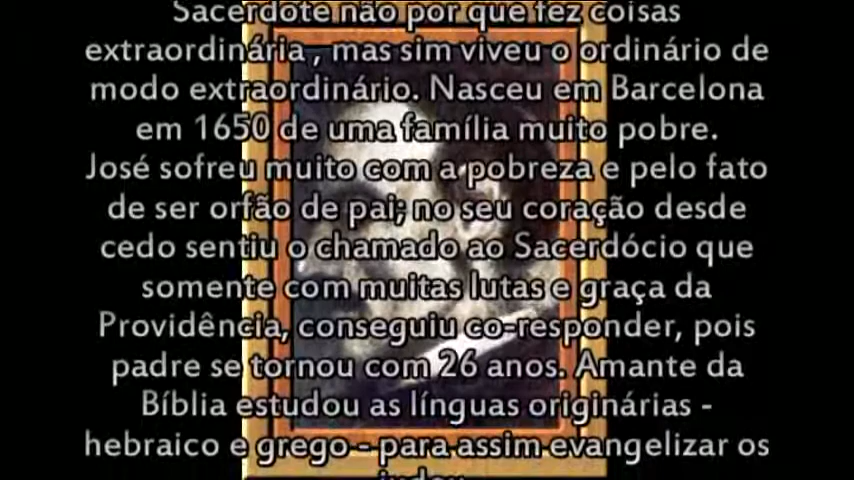 Sacerdote não por que fez coisas
extraordinária , mas sim viveu o ordinário de
modo extraordinário. Nasceu em Barcelona
em 1650 de uma família muito pobre.
José sofreu muito com a pobreza e pelo fato
de ser orfão de pai; no seu coração desde
cedo sentiu o chamado ao Sacerdócio que
somente com muitas lutas e graça da
Providência, conseguiu co-responder, pois
padre se tornou com 26 anos. Amante da
Bíblia estudou as línguas originárias -
hebraico e grego - para assim evangelizar os